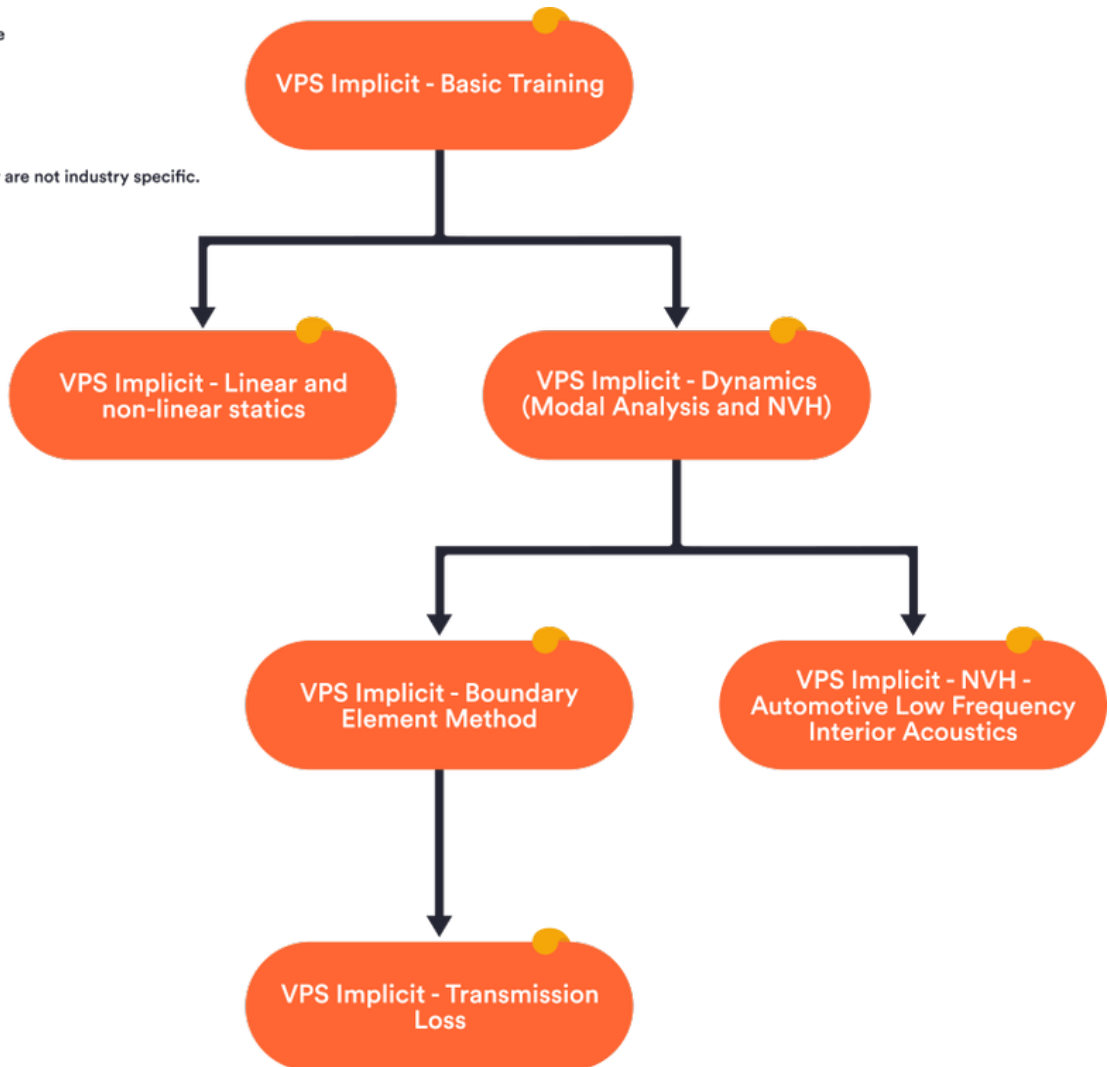 e
VPS Implicit - Basic Training
are not industry specific.
VPS Implicit - Linear and
non-linear statics
VPS Implicit - Dynamics
(Modal Analysis and NVH)
VPS Implicit - Boundary
Element Method
VPS Implicit - NVH -
Automotive Low Frequency
Interior Acoustics
VPS Implicit - Transmission
Loss